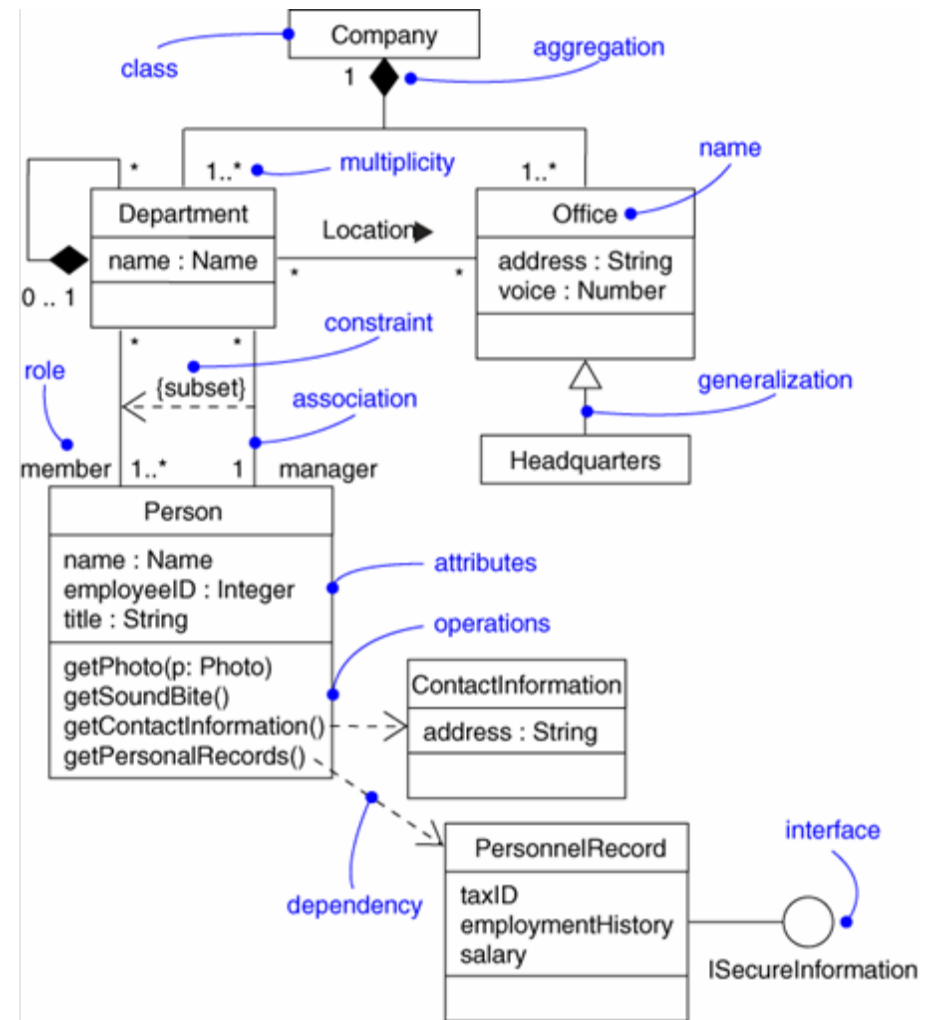 Company
class
aggregation
1
*
1..*
multiplicity
1..*
name
Department
Office
Location
name : Name
address : String
voice : Number
*
*
0 .. 1
*
*
constraint
role
{subset}
association
generalization
member
1..*
1
manager
Headquarters
Person
name : Name
employeeID : Integer
title : String
attributes
operations
getPhoto(p: Photo)
getSoundBite()
getContactInformation()
getPersonalRecords()
ContactInformation
address : String
dependency
PersonnelRecord
interface
taxID
employmentHistory
salary
ISecureInformation